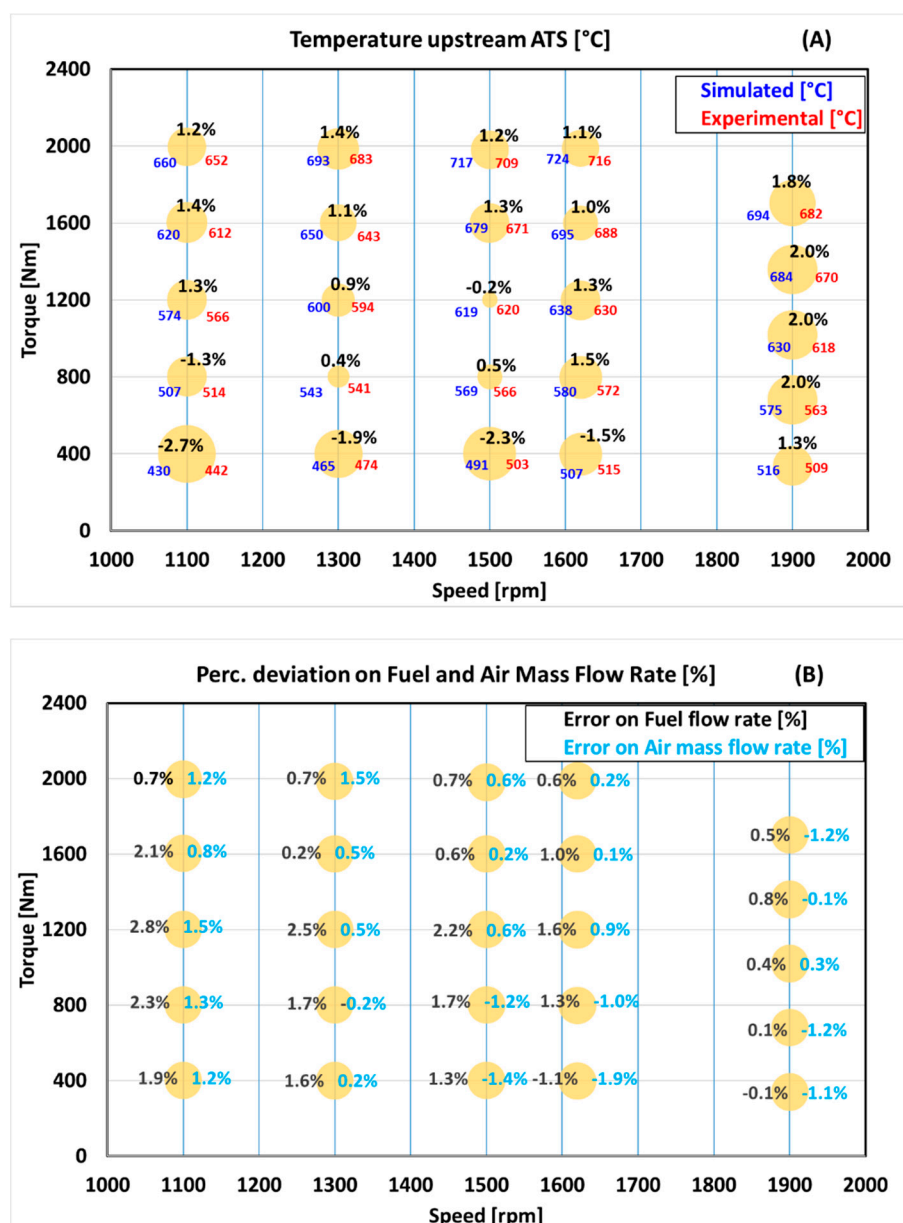 Temperature upstream ATS [°C] (A)
Simulated [°C]
Experimental [°C]
Torque [Nm]
2400
2000
1600
1200
800
400
0
1.2% 1.4% 1.2% 1.1%
660 652 693 683 717 709 724 716
1.8%
694 682
1.4% 1.1% 1.3% 1.0%
620 612 650 643 679 671 695 688
2.0%
684 670
1.3% 0.9% -0.2% 1.3%
574 566 600 594 619 620 638 630
2.0%
630 618
-1.3% 0.4% 0.5% 1.5%
507 514 543 541 569 566 580 572
2.0%
575 563
-2.7% -1.9% -2.3% -1.5%
430 442 465 474 491 503 507 515
1.3%
516 509
1000 1100 1200 1300 1400 1500 1600 1700 1800 1900 2000
Speed [rpm]
Perc. deviation on Fuel and Air Mass Flow Rate [%] (B)
Error on Fuel flow rate [%]
Error on Air mass flow rate [%]
Torque [Nm]
2400
2000
1600
1200
800
400
0
0.7% 1.2% 0.7% 1.5% 0.7% 0.6% 0.6% 0.2%
0.5% -1.2%
2.1% 0.8% 0.2% 0.5% 0.6% 0.2% 1.0% 0.1%
0.8% -0.1%
2.8% 1.5% 2.5% 0.5% 2.2% 0.6% 1.6% 0.9%
0.4% 0.3%
2.3% 1.3% 1.7% -0.2% 1.7% -1.2% 1.3% -1.0%
0.1% -1.2%
1.9% 1.2% 1.6% 0.2% 1.3% -1.4% -1.1% -1.9%
-0.1% -1.1%
1000 1100 1200 1300 1400 1500 1600 1700 1800 1900 2000
Speed [rpm]